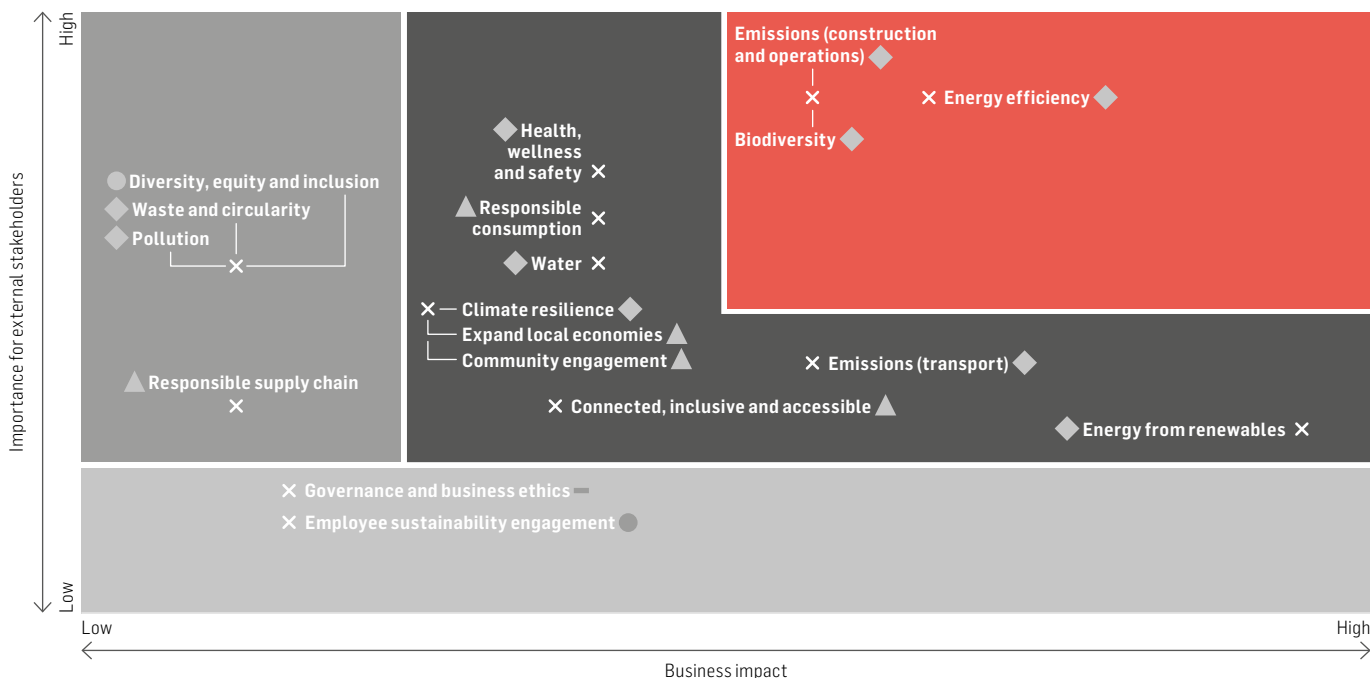 High
Importance for external stakeholders
Low
Emissions (construction
and operations)
Energy efficiency
Biodiversity
Health,
wellness
and safety
Responsible
consumption
Water
Diversity, equity and inclusion
Waste and circularity
Pollution
Climate resilience
Expand local economies
Community engagement
Emissions (transport)
Responsible supply chain
Connected, inclusive and accessible
Energy from renewables
Governance and business ethics
Employee sustainability engagement
Low
High
Business impact